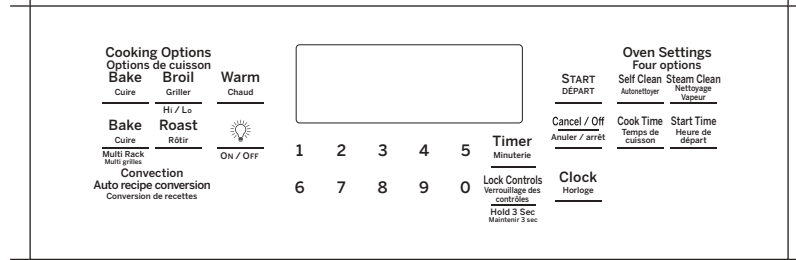 Cooking Options
Options de cuisson
Bake Broil Warm
Cuire Griller Chaud
HI / LO
Bake Roast
Cuire Rôtir
Multi Rack
Multi grilles
ON / OFF
Convection
Auto recipe conversion
Conversion de recettes
1 2 3 4 5
6 7 8 9 0
Timer
Minuterie
Lock Controls
Verrouillage des
contrôles
Hold 3 Sec
Maintenir 3 sec
START
DÉPART
Cancel / Off
Anuler / arrêt
Clock
Horloge
Oven Settings
Four options
Self Clean Steam Clean
Autonettoyer Nettoyage
Vapeur
Cook Time Start Time
Temps de Heure de
cuisson départ